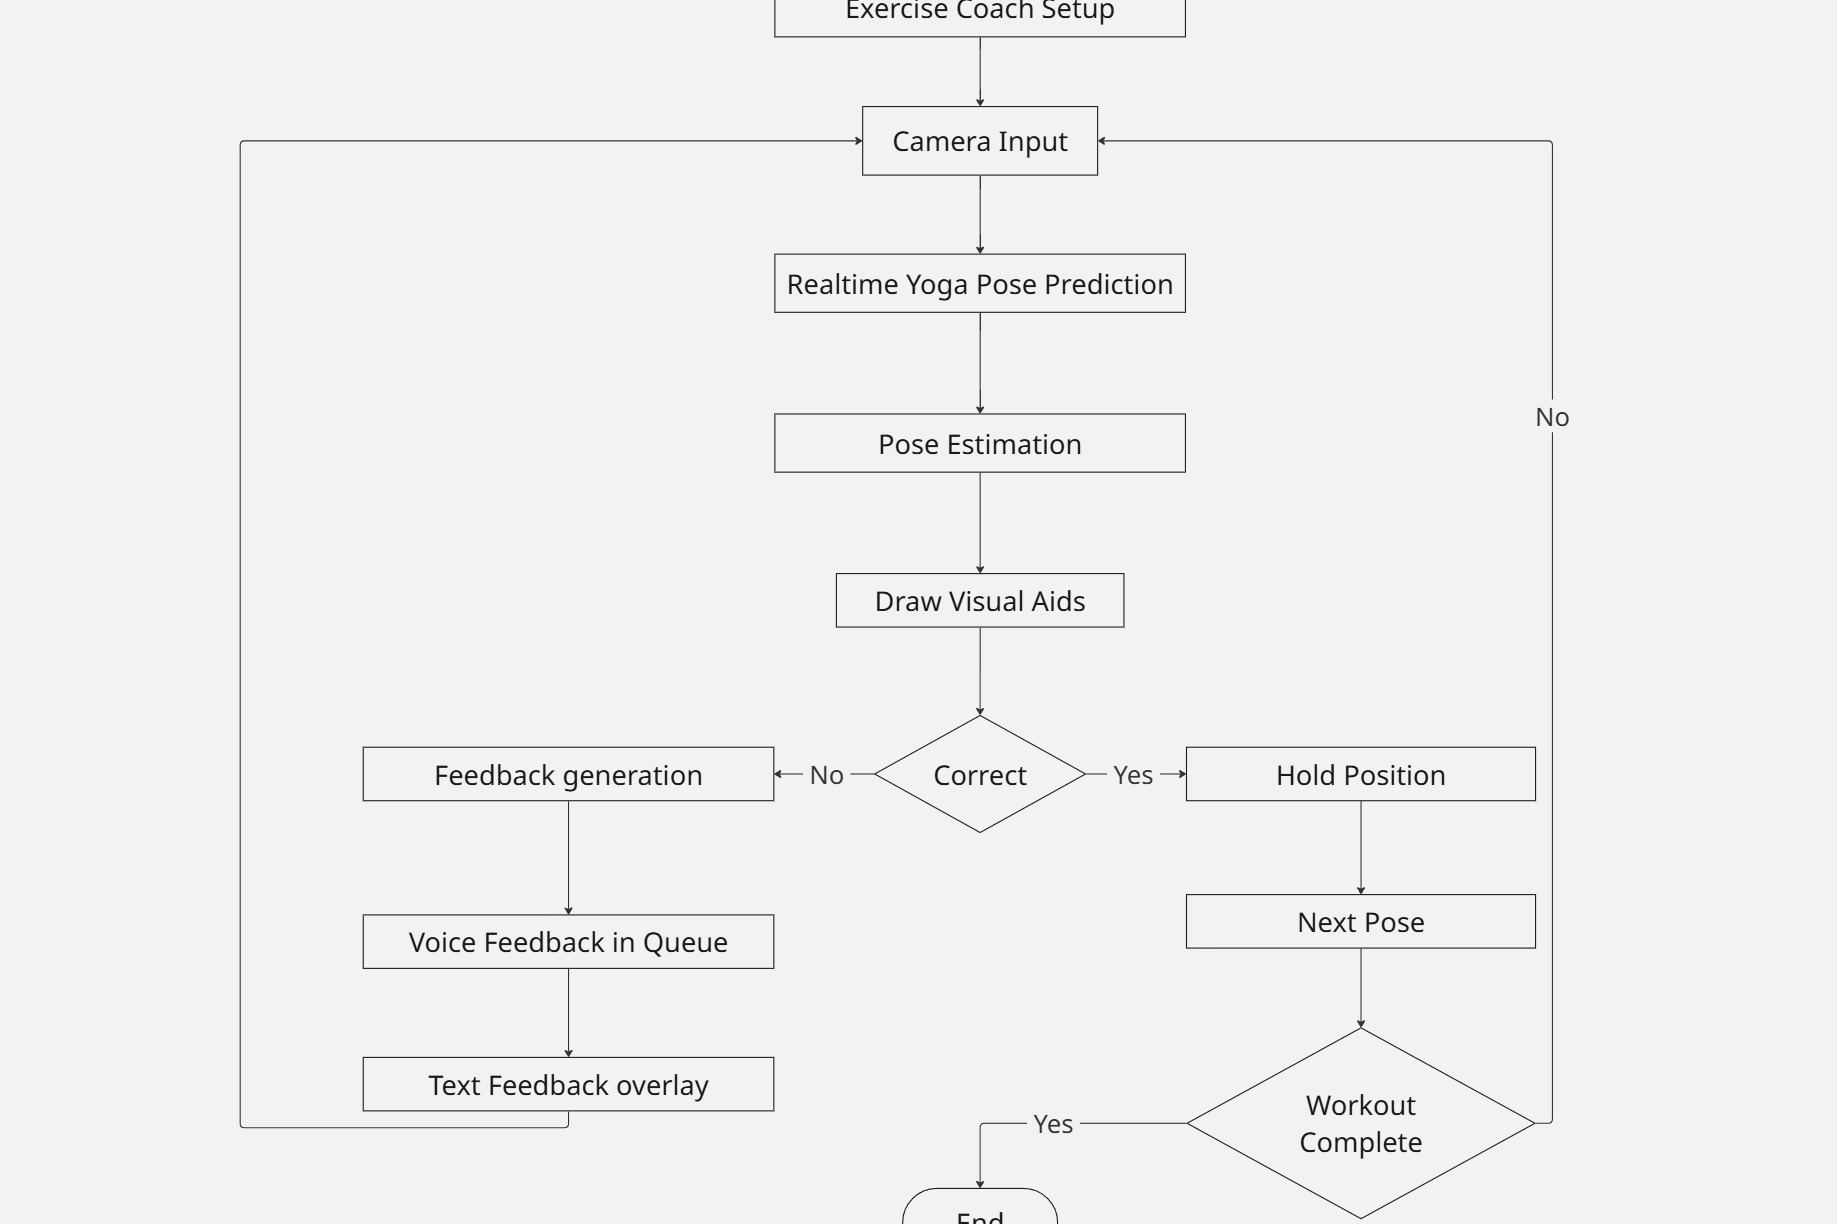 Exercise Coach Setup
Camera Input
Realtime Yoga Pose Prediction
No
Pose Estimation
Draw Visual Aids
Feedback generation
No
Correct
Yes
Hold Position
Voice Feedback in Queue
Next Pose
Text Feedback overlay
Workout
Complete
Yes
End